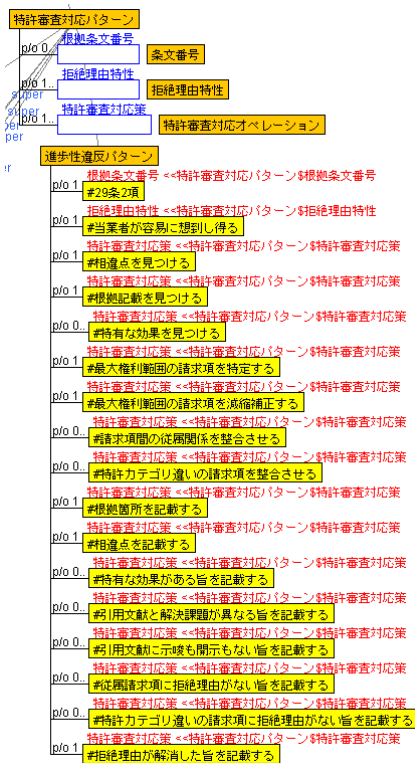 特許審査対応パターン
根拠条文番号
p/o 0..
条文番号
拒絶理由特性
p/o 1..
拒絶理由特性
super
特許審査対応策
super
p/o 1..
特許審査対応オペレーション
進歩性違反パターン
根拠条文番号 <<特許審査対応パターン$根拠条文番号
p/o 1
#29条2項
拒絶理由特性 <<特許審査対応パターン$拒絶理由特性
p/o 1
#当業者が容易に想到し得る
特許審査対応策 <<特許審査対応パターン$特許審査対応策
p/o 1
#相違点を見つける
特許審査対応策 <<特許審査対応パターン$特許審査対応策
p/o 1
#根拠記載を見つける
特許審査対応策 <<特許審査対応パターン$特許審査対応策
p/o 0..
#特有な効果を見つける
特許審査対応策 <<特許審査対応パターン$特許審査対応策
p/o 1
#最大権利範囲の請求項を特定する
特許審査対応策 <<特許審査対応パターン$特許審査対応策
p/o 1
#最大権利範囲の請求項を減縮補正する
特許審査対応策 <<特許審査対応パターン$特許審査対応策
p/o 0..
#請求項間の従属関係を整合させる
特許審査対応策 <<特許審査対応パターン$特許審査対応策
p/o 0..
#特許カテゴリ違いの請求項を整合させる
特許審査対応策 <<特許審査対応パターン$特許審査対応策
p/o 1
#根拠箇所を記載する
特許審査対応策 <<特許審査対応パターン$特許審査対応策
p/o 1
#相違点を記載する
特許審査対応策 <<特許審査対応パターン$特許審査対応策
p/o 0..
#特有な効果がある旨を記載する
特許審査対応策 <<特許審査対応パターン$特許審査対応策
p/o 0..
#引用文献と解決課題が異なる旨を記載する
特許審査対応策 <<特許審査対応パターン$特許審査対応策
p/o 0..
#引用文献に示唆も開示もない旨を記載する
特許審査対応策 <<特許審査対応パターン$特許審査対応策
p/o 0..
#従属請求項に拒絶理由がない旨を記載する
特許審査対応策 <<特許審査対応パターン$特許審査対応策
p/o 0..
#特許カテゴリ違いの請求項に拒絶理由がない旨を記載する
特許審査対応策 <<特許審査対応パターン$特許審査対応策
p/o 1
#拒絶理由が解消した旨を記載する